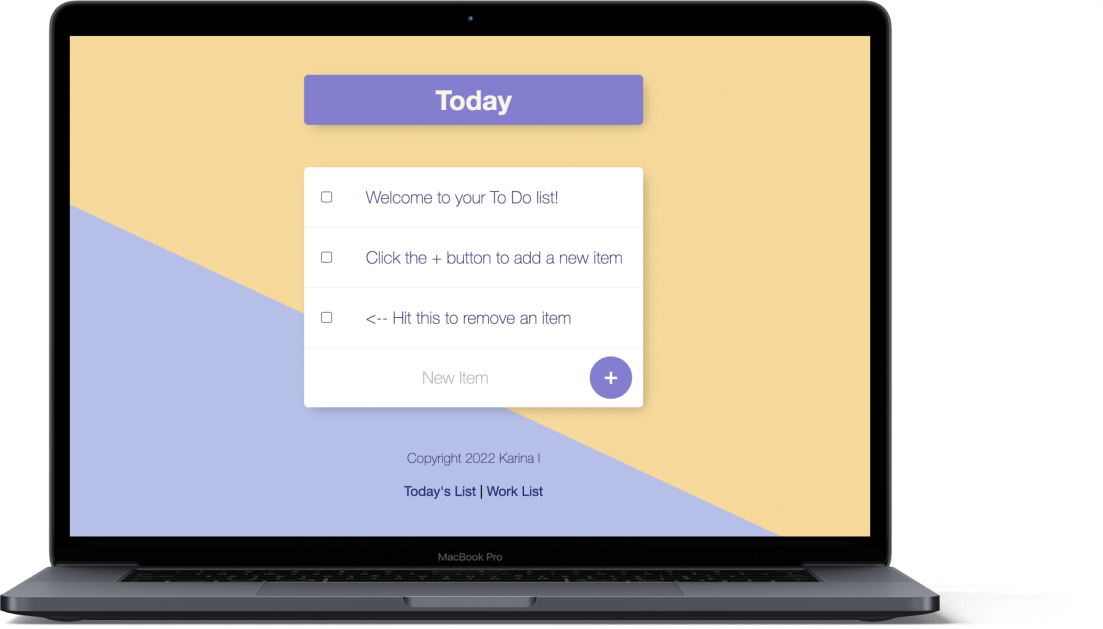 Today
Welcome to your To Do list!
Click the + button to add a new item
<-- Hit this to remove an item
New Item
+
Copyright 2022 Karina I
Today's List | Work List
MacBook Pro